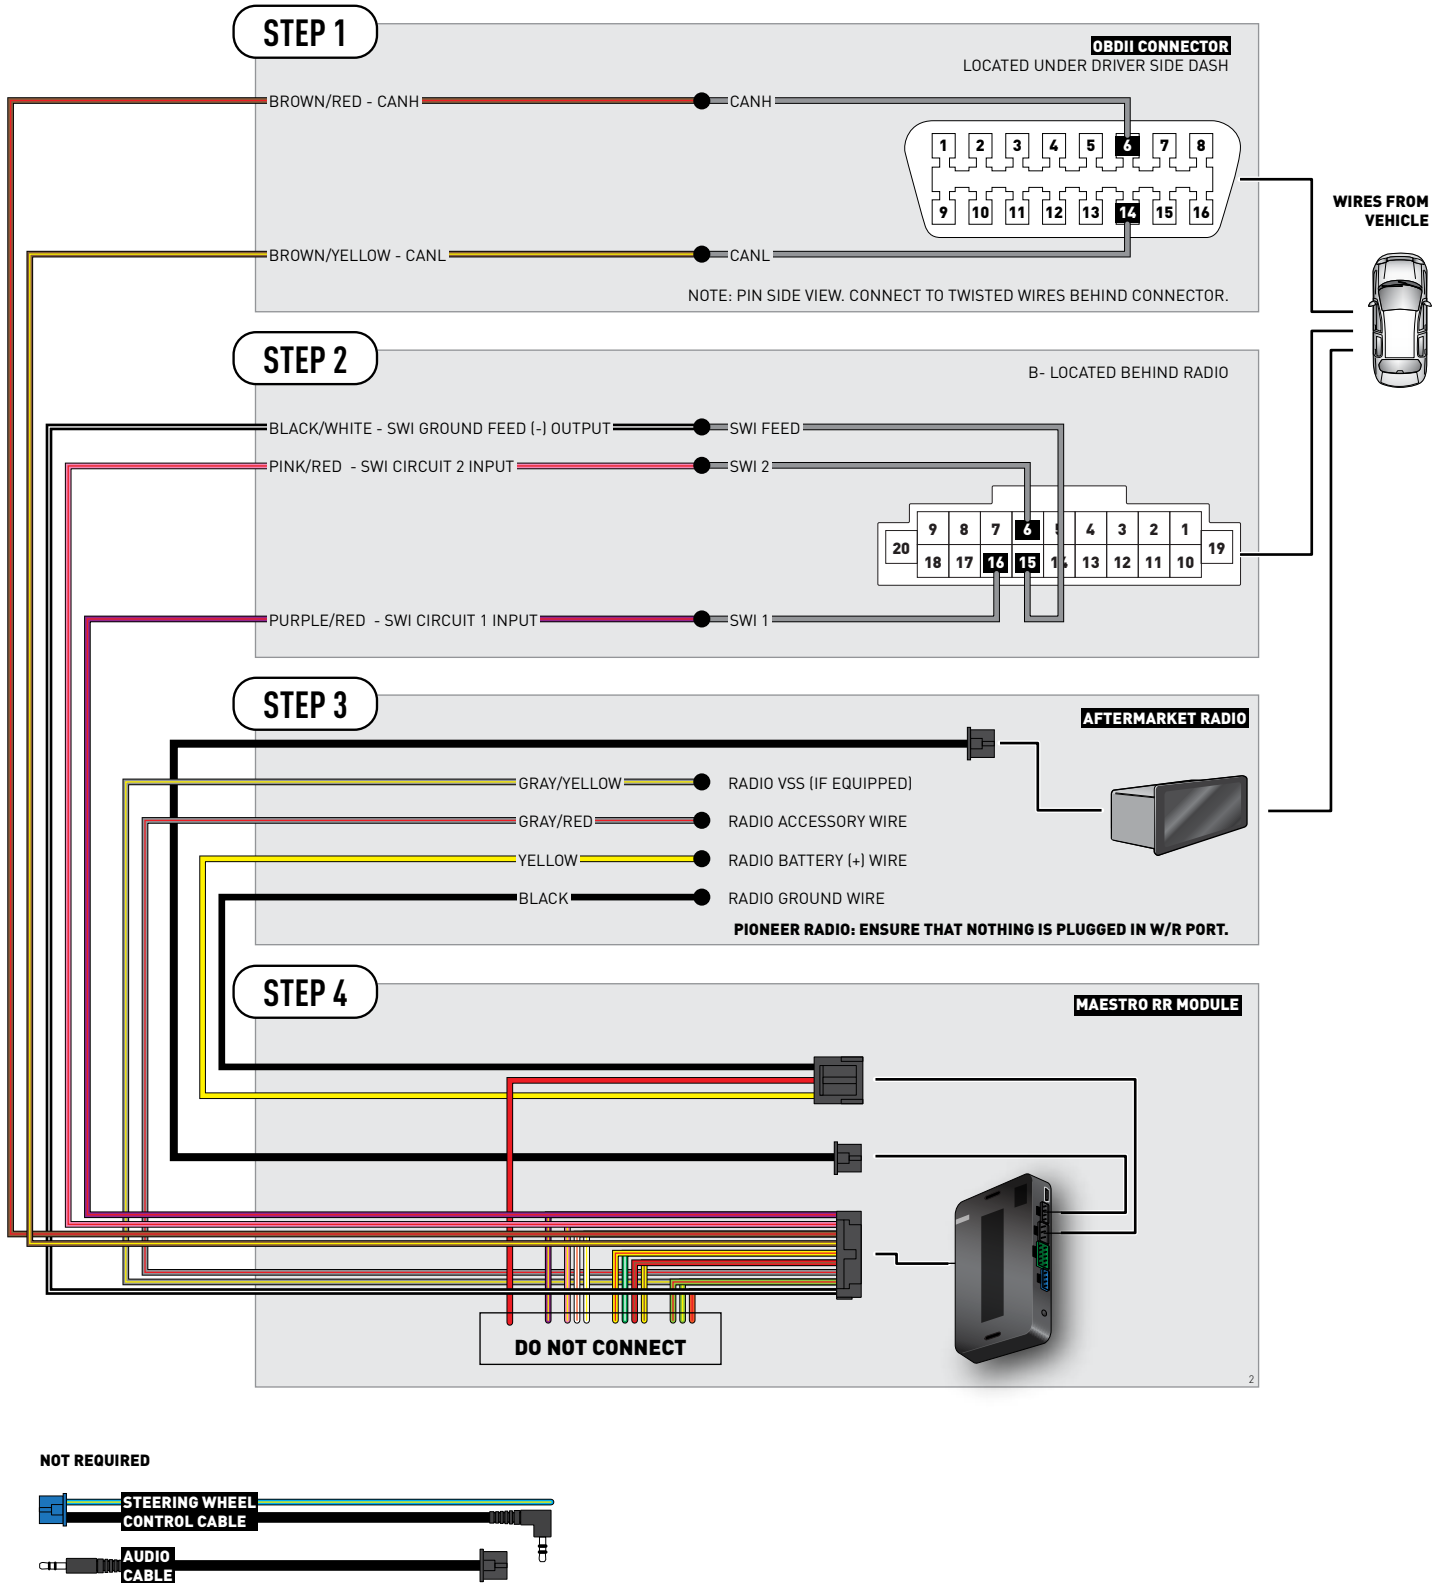 STEP 1
OBDII CONNECTOR
LOCATED UNDER DRIVER SIDE DASH
BROWN/RED - CANH
CANH
1 2 3 4 5 6 7 8
9 10 11 12 13 14 15 16
WIRES FROM
VEHICLE
BROWN/YELLOW - CANL
CANL
NOTE: PIN SIDE VIEW. CONNECT TO TWISTED WIRES BEHIND CONNECTOR.
STEP 2
B- LOCATED BEHIND RADIO
BLACK/WHITE - SWI GROUND FEED (-) OUTPUT
SWI FEED
PINK/RED - SWI CIRCUIT 2 INPUT
SWI 2
9 8 7 6 5 4 3 2 1
20 19
18 17 16 15 14 13 12 11 10
PURPLE/RED - SWI CIRCUIT 1 INPUT
SWI 1
STEP 3
AFTERMARKET RADIO
GRAY/YELLOW
RADIO VSS (IF EQUIPPED)
GRAY/RED
RADIO ACCESSORY WIRE
YELLOW
RADIO BATTERY (+) WIRE
BLACK
RADIO GROUND WIRE
PIONEER RADIO: ENSURE THAT NOTHING IS PLUGGED IN W/R PORT.
STEP 4
MAESTRO RR MODULE
DO NOT CONNECT
2
NOT REQUIRED
STEERING WHEEL
CONTROL CABLE
AUDIO
CABLE